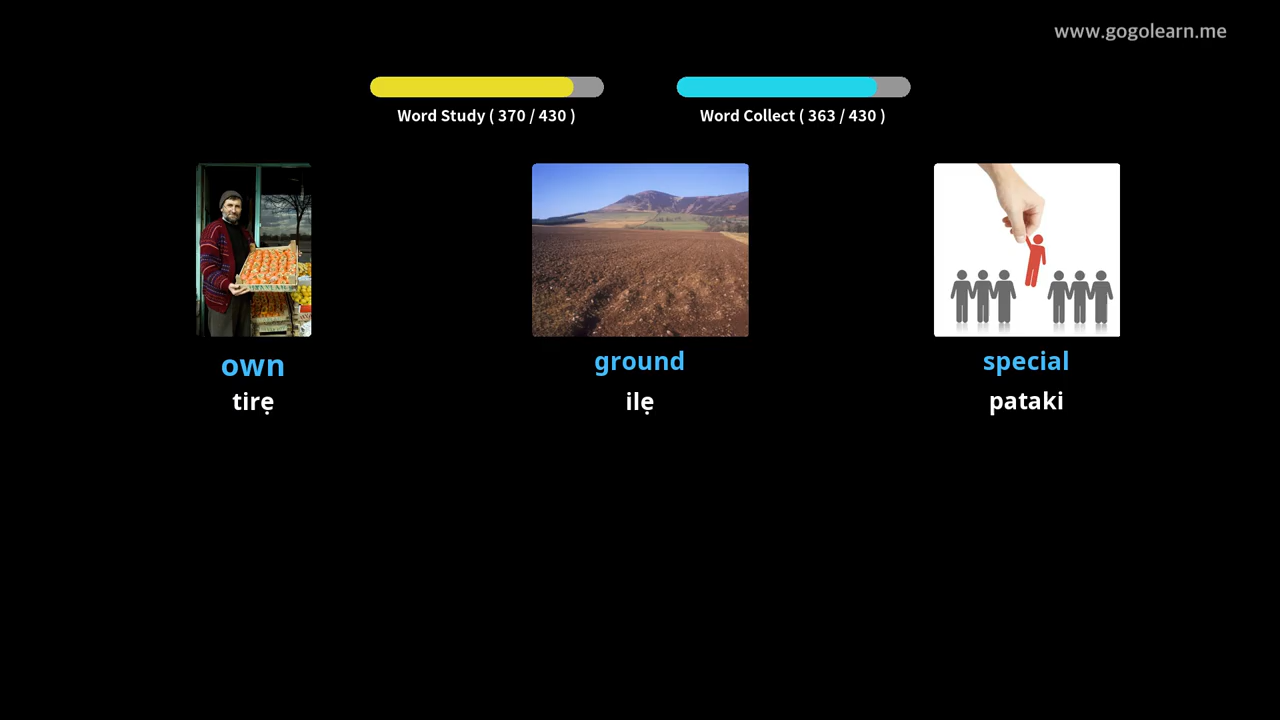 www.gogolearn.me
Word Study ( 370 / 430 )
Word Collect ( 363 / 430 )
own
ground
special
tirẹ
ilẹ
pataki